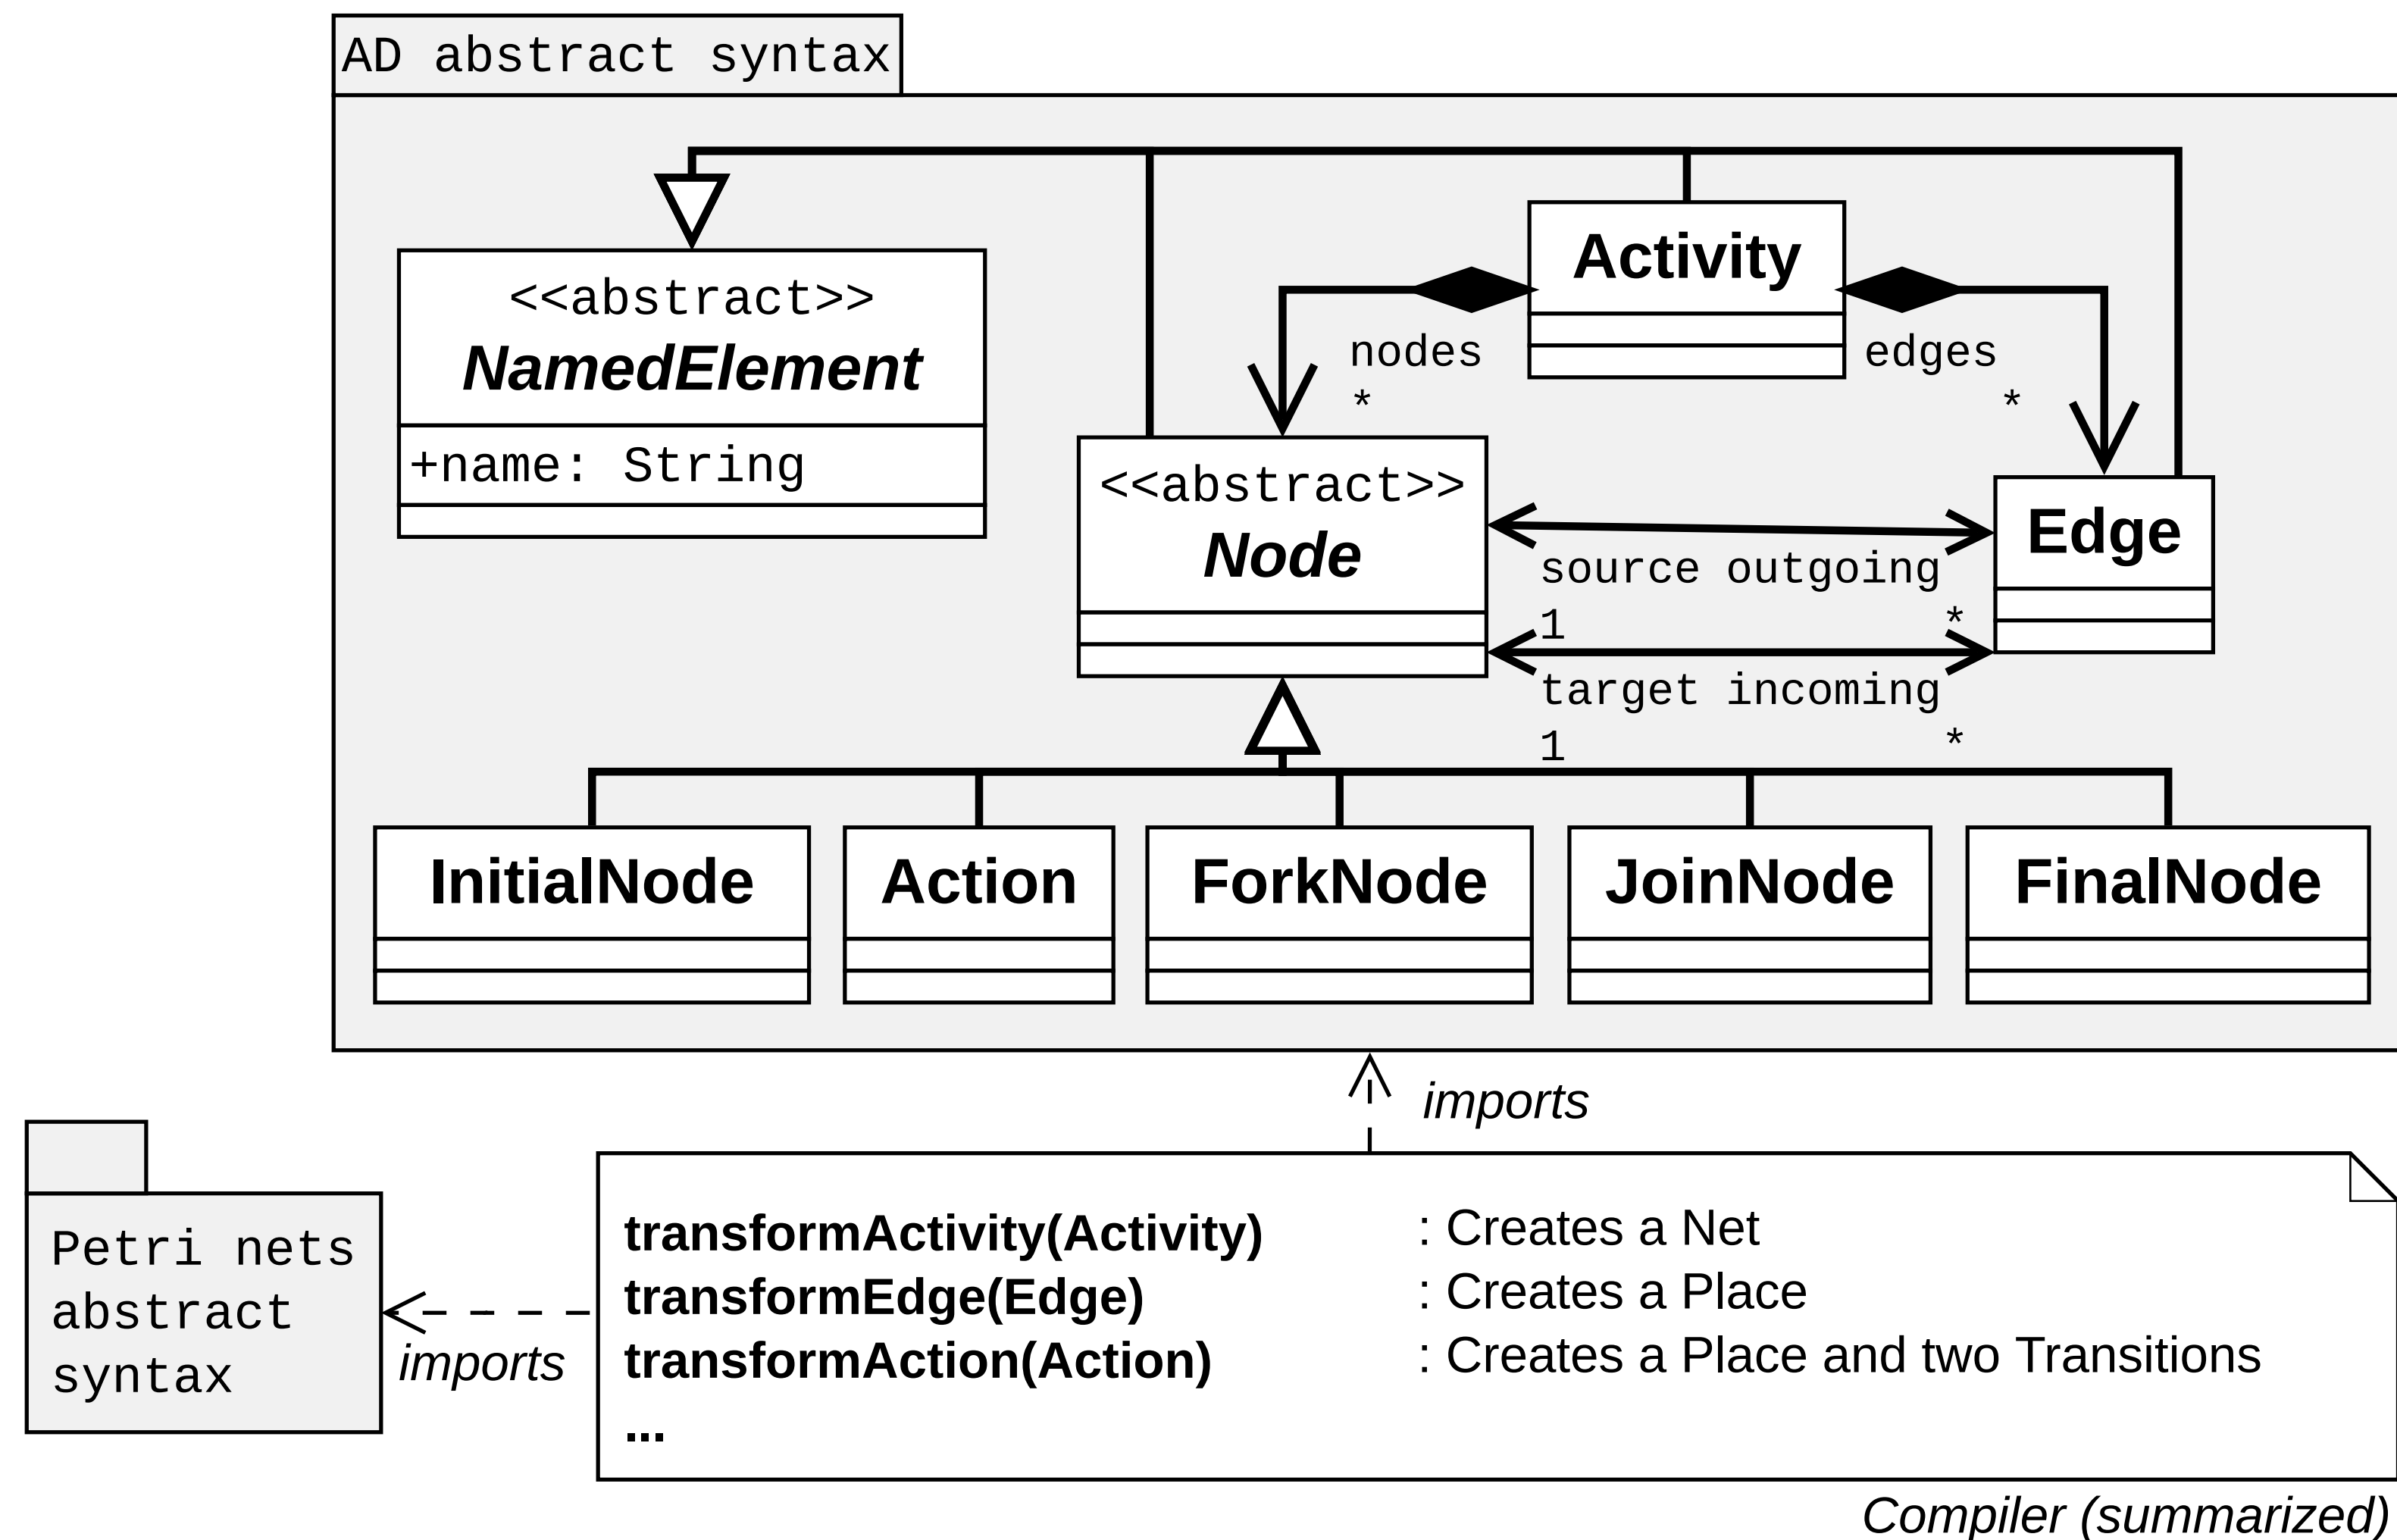 AD abstract syntax
<<abstract>>
NamedElement
+name: String
Activity
nodes
*
edges
*
<<abstract>>
Node
Edge
source outgoing
1 *
target incoming
1 *
InitialNode
Action
ForkNode
JoinNode
FinalNode
imports
Petri nets
abstract
syntax
imports
transformActivity(Activity) : Creates a Net
transformEdge(Edge) : Creates a Place
transformAction(Action) : Creates a Place and two Transitions
...
Compiler (summarized)